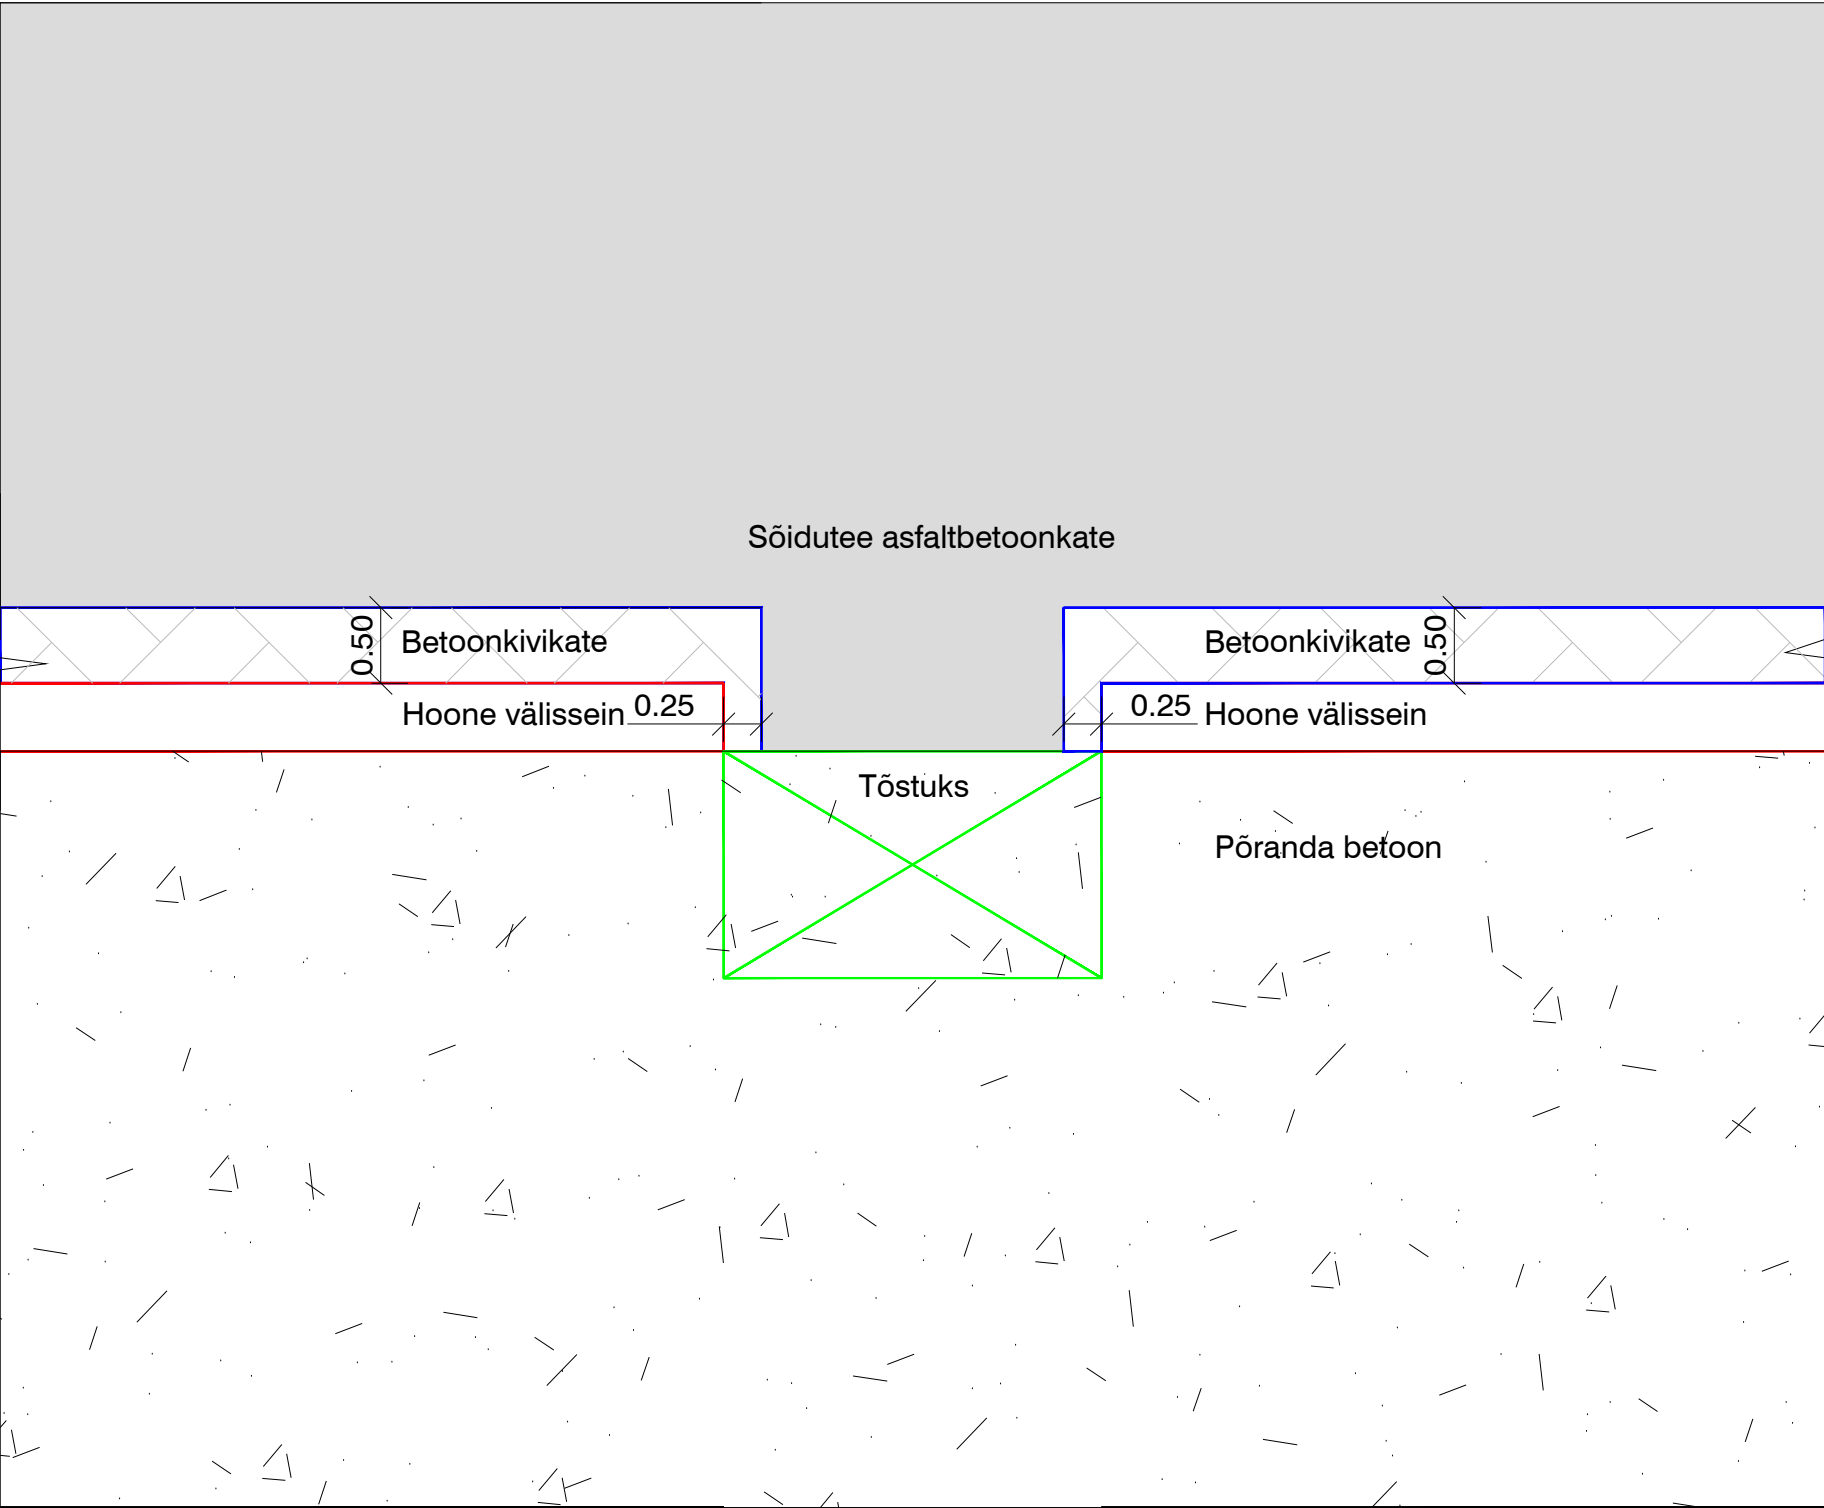 Sõidutee asfaltbetoonkate
0.50
Betoonkivikate
Betoonkivikate
0.50
Hoone välissein
0.25
0.25
Hoone välissein
Tõstuks
Põranda betoon